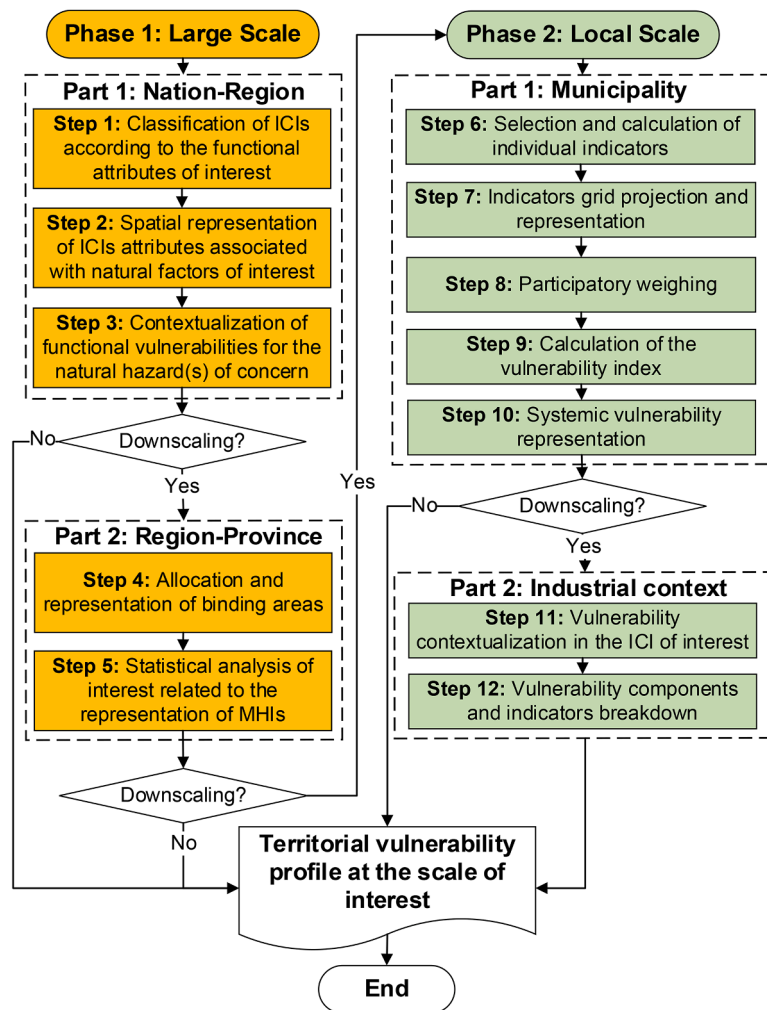 Phase 1: Large Scale
Part 1: Nation-Region
Step 1: Classification of ICIs
according to the functional
attributes of interest
Step 2: Spatial representation
of ICIs attributes associated
with natural factors of interest
Step 3: Contextualization of
functional vulnerabilities for the
natural hazard(s) of concern
No
Downscaling?
Yes
Part 2: Region-Province
Step 4: Allocation and
representation of binding areas
Step 5: Statistical analysis of
interest related to the
representation of MHIs
Downscaling?
No
Yes
Phase 2: Local Scale
Part 1: Municipality
Step 6: Selection and calculation of
individual indicators
Step 7: Indicators grid projection and
representation
Step 8: Participatory weighing
Step 9: Calculation of the
vulnerability index
Step 10: Systemic vulnerability
representation
No
Downscaling?
Yes
Part 2: Industrial context
Step 11: Vulnerability
contextualization in the ICI of interest
Step 12: Vulnerability components
and indicators breakdown
Territorial vulnerability
profile at the scale of
interest
End